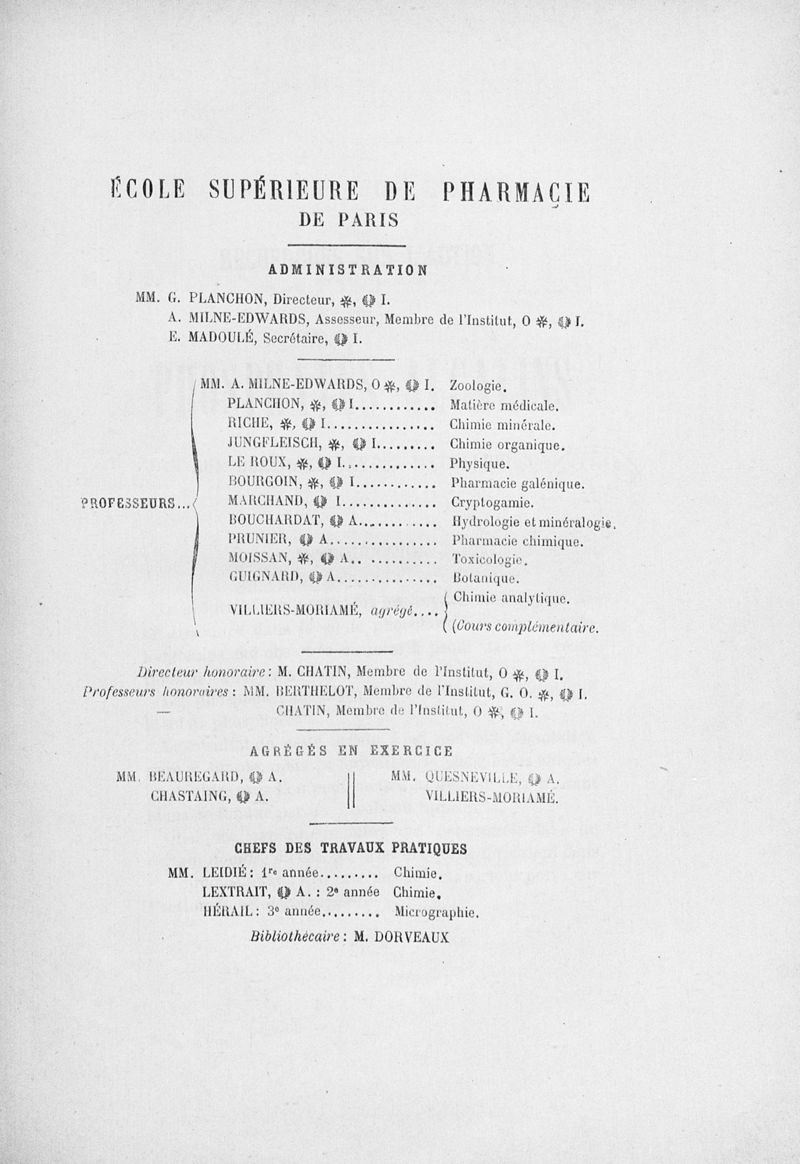 ÉCOLE SUPÉRIEURE DE PHARMACIE
DE PARIS
ADMINISTRATION
MM. G. PLANCHON, Directeur, ✻, ❦ I.
A. MILNE-EDWARDS, Assesseur, Membre de l'Institut, O ✻, ❦ I.
E. MADOULÉ, Secrétaire, ❦ I.
PROFESSEURS...
MM. A. MILNE-EDWARDS, O ✻, ❦ I. Zoologie.
PLANCHON, ✻, ❦ I............ Matière médicale.
RICHE, ✻, ❦ I................ Chimie minérale.
JUNGFLEISCH, ✻, ❦ I......... Chimie organique.
LE ROUX, ✻, ❦ I.............. Physique.
BOURGOIN, ✻, ❦ I............ Pharmacie galénique.
MARCHAND, ❦ I.............. Cryptogamie.
BOUCHARDAT, ❦ A............ Hydrologie et minéralogie.
PRUNIER, ❦ A................ Pharmacie chimique.
MOISSAN, ✻, ❦ A.. .......... Toxicologie.
GUIGNARD, ❦ A............... Botanique.
VILLIERS-MORIAMÉ, agrégé.... Chimie analytique.
(Cours complémentaire.
Directeur honoraire : M. CHATIN, Membre de l'Institut, O ✻, ❦ I.
Professeurs honoraires : MM. BERTHELOT, Membre de l'Institut, G. O. ✻, ❦ I.
— CHATIN, Membre de l'Institut, O ✻, ❦ I.
AGRÉGÉS EN EXERCICE
MM. BEAUREGARD, ❦ A.
CHASTAING, ❦ A.
MM. QUESNEVILLE, ❦ A.
VILLIERS-MORIAMÉ.
CHEFS DES TRAVAUX PRATIQUES
MM. LEIDIÉ : 1re année......... Chimie.
LEXTRAIT, ❦ A. : 2e année Chimie.
HÉRAIL : 3e année......... Micrographie.
Bibliothécaire : M. DORVEAUX